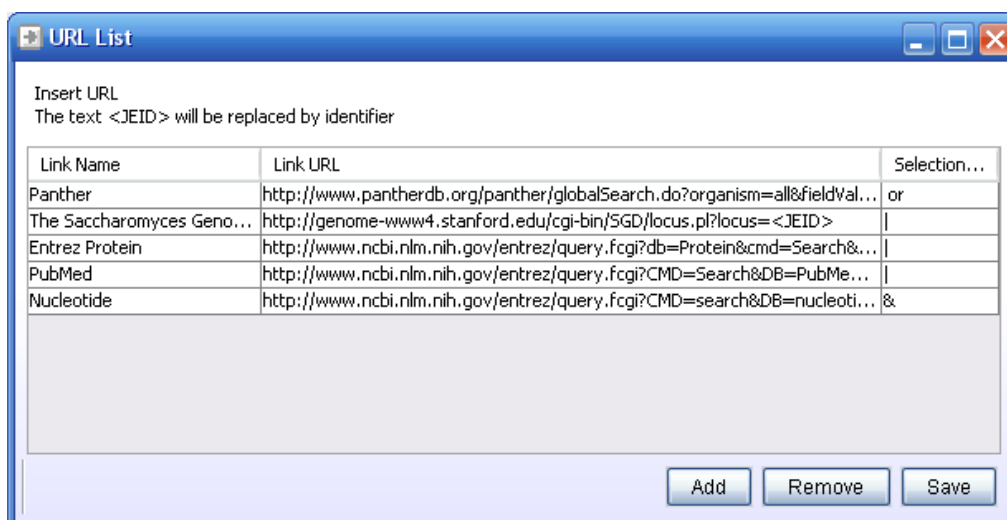 URL List
Insert URL
The text <JEID> will be replaced by identifier
Link Name Link URL Selection...
Panther http://www.pantherdb.org/panther/globalSearch.do?organism=all&fieldVal... or
The Saccharomyces Geno... http://genome-www4.stanford.edu/cgi-bin/SGD/locus.pl?locus=<JEID> |
Entrez Protein http://www.ncbi.nlm.nih.gov/entrez/query.fcgi?db=Protein&cmd=Search&... |
PubMed http://www.ncbi.nlm.nih.gov/entrez/query.fcgi?CMD=Search&DB=PubMe... |
Nucleotide http://www.ncbi.nlm.nih.gov/entrez/query.fcgi?CMD=search&DB=nucleoti... &
Add Remove Save